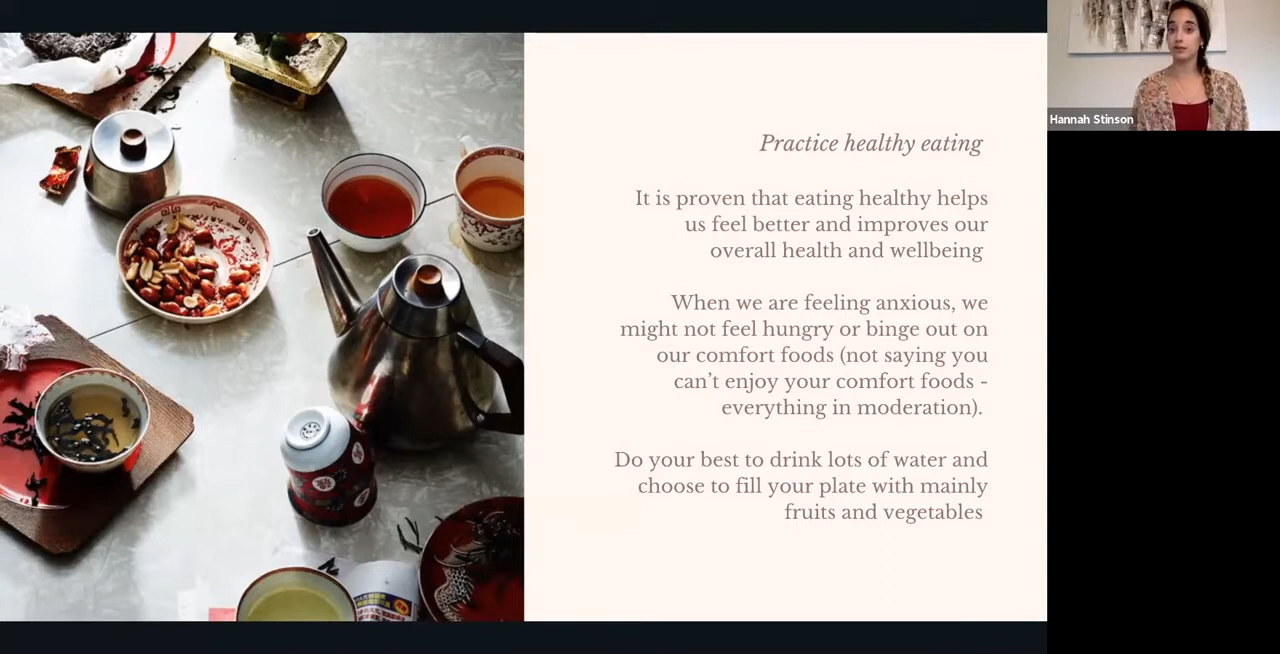 Practice healthy eating
It is proven that eating healthy helps
us feel better and improves our
overall health and wellbeing
When we are feeling anxious, we
might not feel hungry or binge out on
our comfort foods (not saying you
can’t enjoy your comfort foods -
everything in moderation).
Do your best to drink lots of water and
choose to fill your plate with mainly
fruits and vegetables
Hannah Stinson